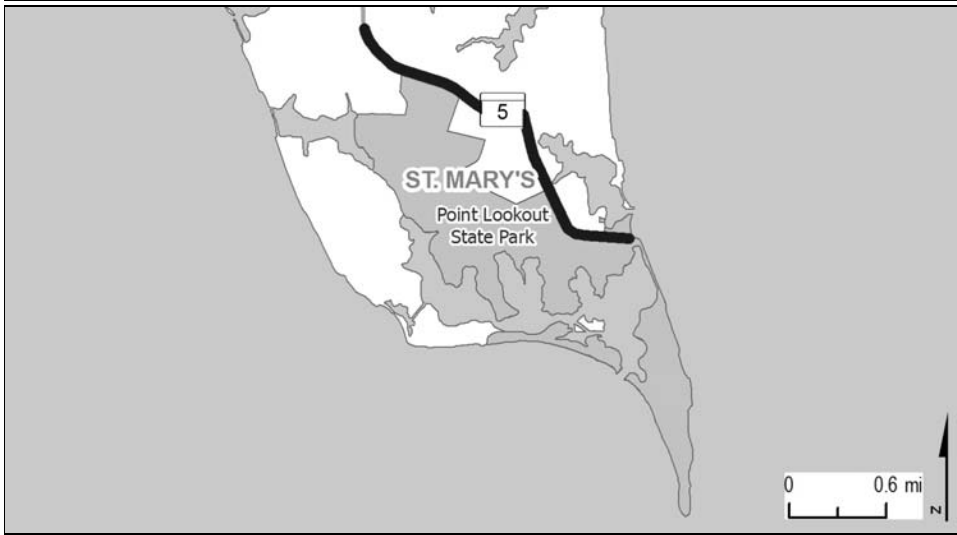 5
ST. MARY'S
Point Lookout
State Park
0 0.6 mi
N